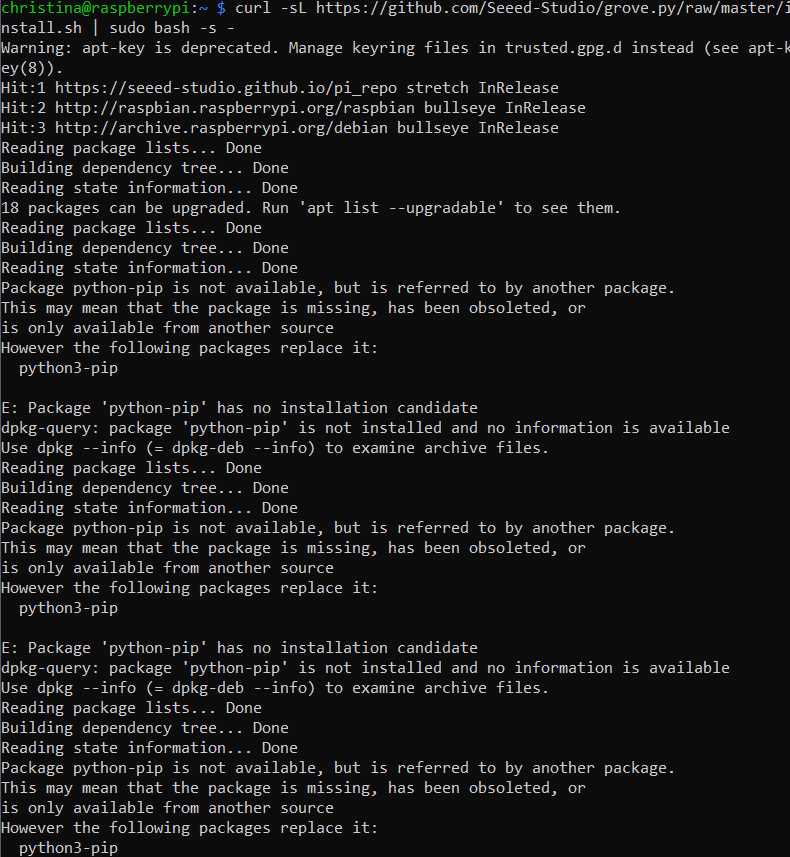 christina@raspberrypi:~ $ curl -sL https://github.com/Seeed-Studio/grove.py/raw/master/i
nstall.sh | sudo bash -s -
Warning: apt-key is deprecated. Manage keyring files in trusted.gpg.d instead (see apt-k
ey(8)).
Hit:1 https://seeed-studio.github.io/pi_repo stretch InRelease
Hit:2 http://raspbian.raspberrypi.org/raspbian bullseye InRelease
Hit:3 http://archive.raspberrypi.org/debian bullseye InRelease
Reading package lists... Done
Building dependency tree... Done
Reading state information... Done
18 packages can be upgraded. Run 'apt list --upgradable' to see them.
Reading package lists... Done
Building dependency tree... Done
Reading state information... Done
Package python-pip is not available, but is referred to by another package.
This may mean that the package is missing, has been obsoleted, or
is only available from another source
However the following packages replace it:
  python3-pip

E: Package 'python-pip' has no installation candidate
dpkg-query: package 'python-pip' is not installed and no information is available
Use dpkg --info (= dpkg-deb --info) to examine archive files.
Reading package lists... Done
Building dependency tree... Done
Reading state information... Done
Package python-pip is not available, but is referred to by another package.
This may mean that the package is missing, has been obsoleted, or
is only available from another source
However the following packages replace it:
  python3-pip

E: Package 'python-pip' has no installation candidate
dpkg-query: package 'python-pip' is not installed and no information is available
Use dpkg --info (= dpkg-deb --info) to examine archive files.
Reading package lists... Done
Building dependency tree... Done
Reading state information... Done
Package python-pip is not available, but is referred to by another package.
This may mean that the package is missing, has been obsoleted, or
is only available from another source
However the following packages replace it:
  python3-pip